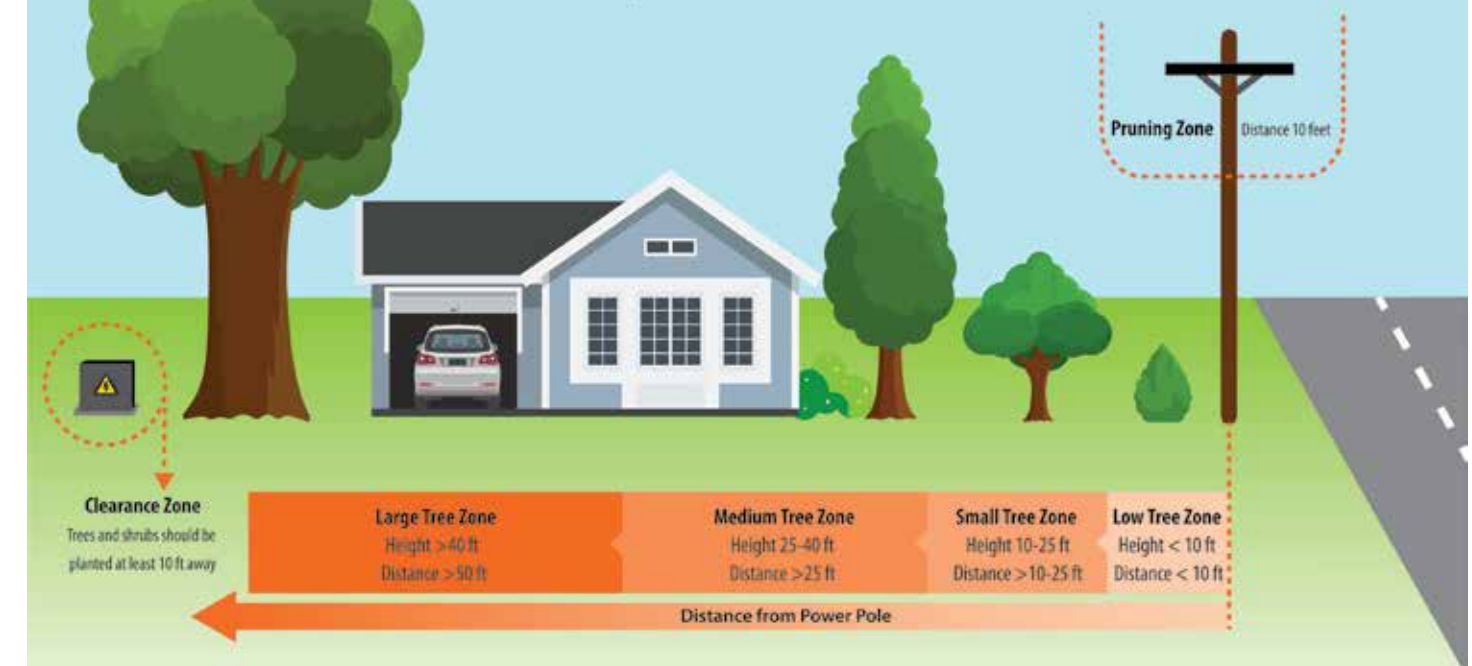 Pruning Zone
Distance 10 feet
Clearance Zone
Trees and shrubs should be
planted at least 10 ft away
Large Tree Zone
Height >40 ft
Distance >50 ft
Medium Tree Zone
Height 25-40 ft
Distance >25 ft
Small Tree Zone
Height 10-25 ft
Distance >10-25 ft
Low Tree Zone
Height < 10 ft
Distance < 10 ft
Distance from Power Pole